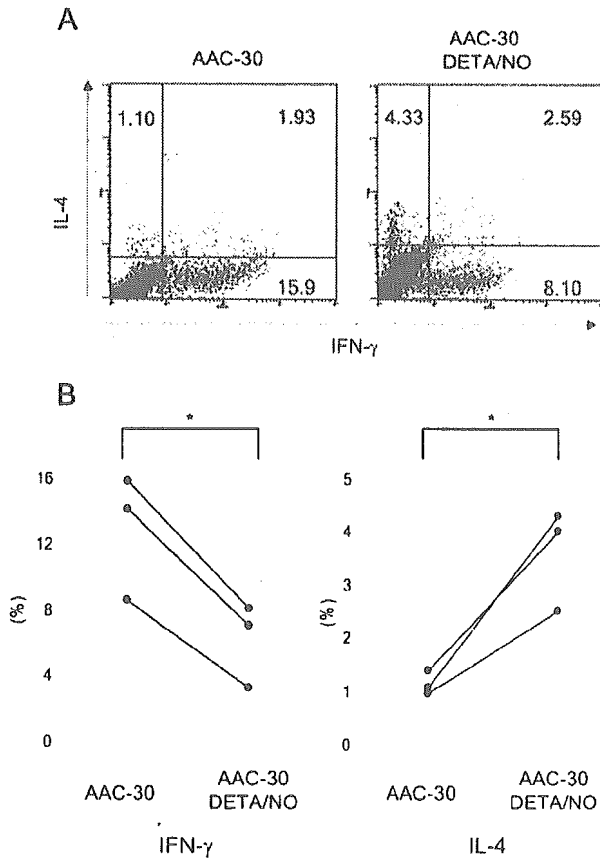 A
AAC-30
AAC-30
DETA/NO
1.10
1.93
15.9
4.33
2.59
8.10
IL-4
IFN-γ
B
*
*
16
12
8
4
0
(%)
5
4
3
2
1
0
(%)
AAC-30
AAC-30
DETA/NO
AAC-30
AAC-30
DETA/NO
IFN-γ
IL-4